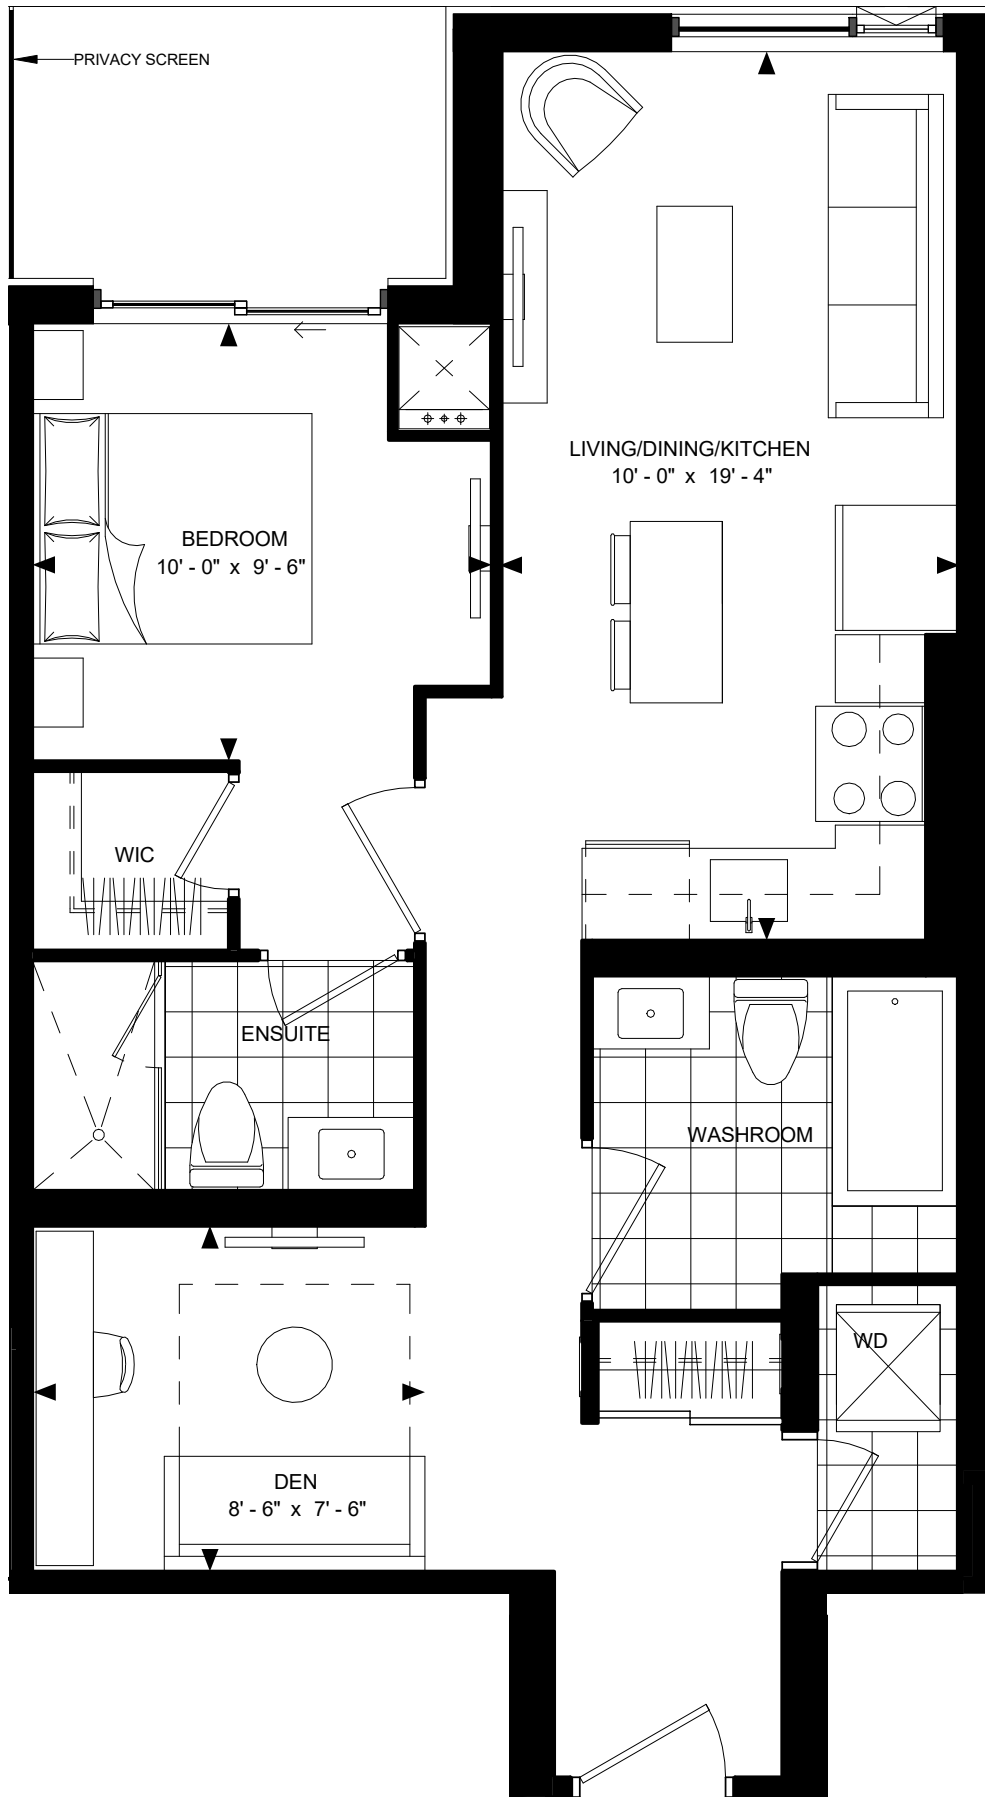 PRIVACY SCREEN
LIVING/DINING/KITCHEN
10' - 0" x 19' - 4"
BEDROOM
10' - 0" x 9' - 6"
WIC
ENSUITE
WASHROOM
WD
DEN
8' - 6" x 7' - 6"